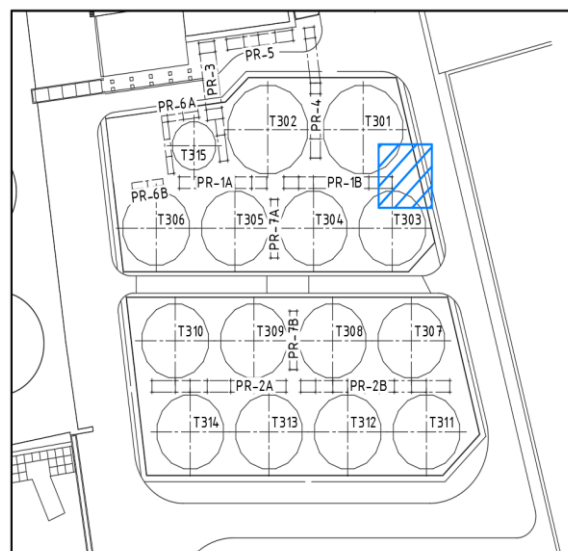 PR-5
PR-3
PR-6A
PR-4
T302
T301
T315
PR-1A
PR-1B
PR-6B
PR-7A
T306
T305
T304
T303
T310
T309
PR-7B
T308
T307
PR-2A
PR-2B
T314
T313
T312
T311